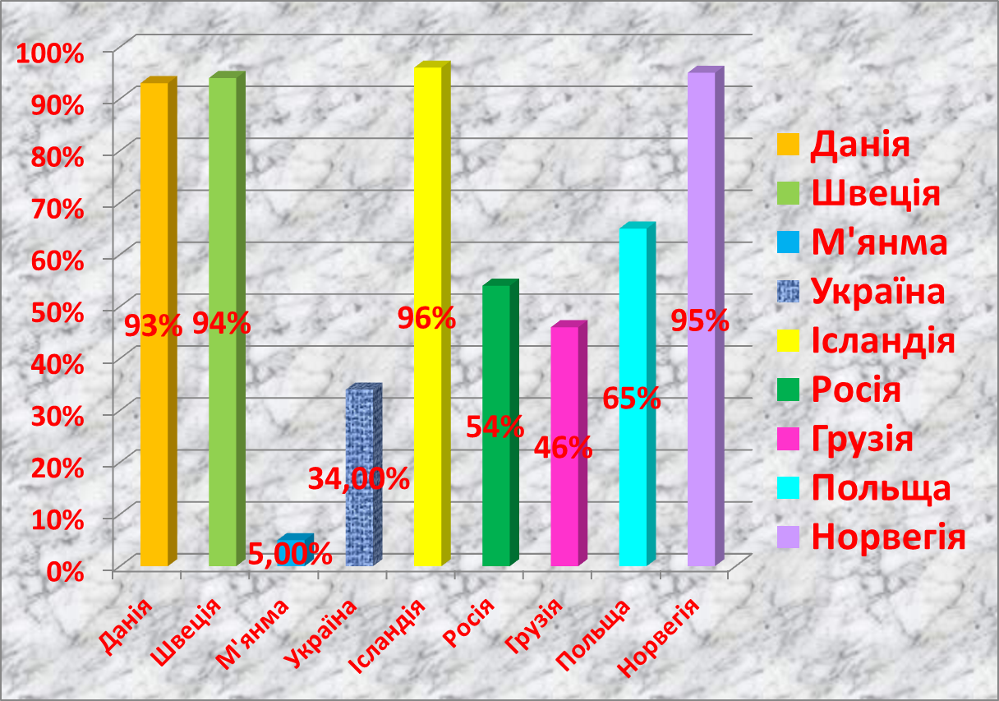 100%
90%
80%
70%
60%
50%
40%
30%
20%
10%
0%
93%
94%
5,00%
34,00%
96%
54%
46%
65%
95%
Данія
Швеція
М'янма
Україна
Ісландія
Росія
Грузія
Польща
Норвегія
Данія
Швеція
М'янма
Україна
Ісландія
Росія
Грузія
Польща
Норвегія